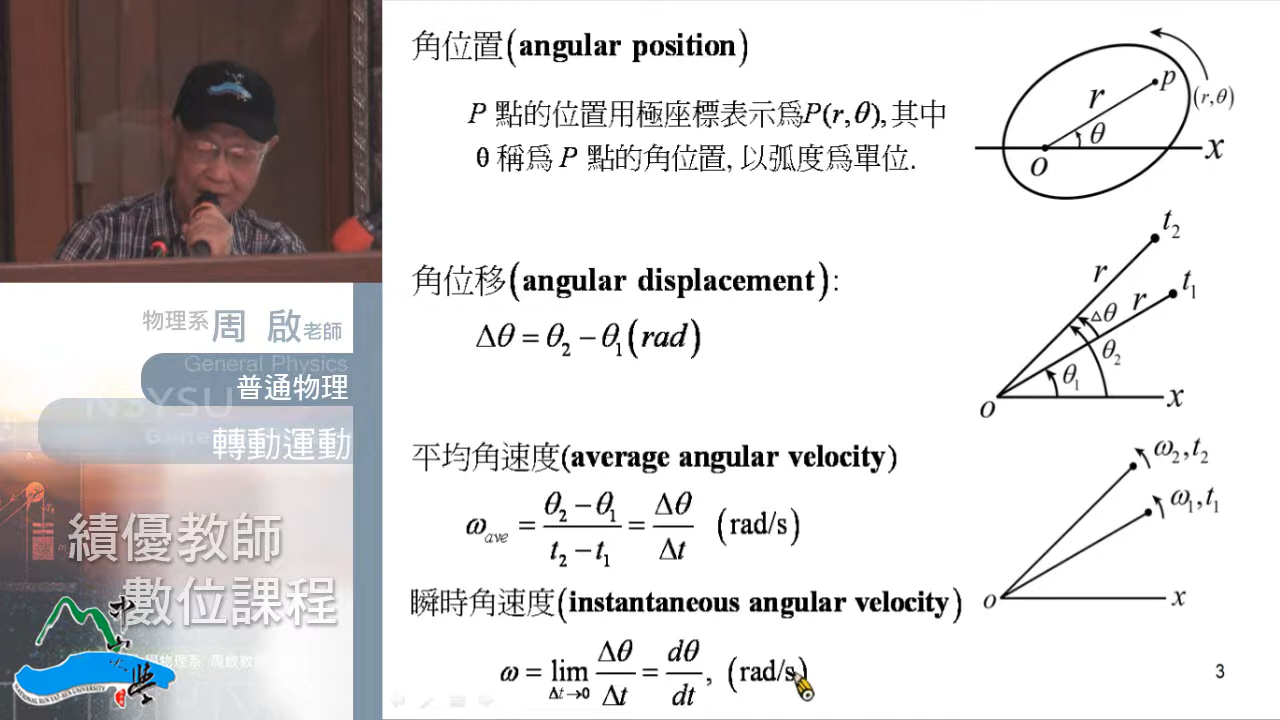 角位置(angular position)
P 點的位置用極座標表示爲P(r,θ),其中
θ 稱爲 P 點的角位置, 以弧度爲單位.
r
p
(r,θ)
θ
o
x
角位移(angular displacement):
Δθ = θ₂ − θ₁ (rad)
t₂
r
t₁
r
Δθ
θ₂
θ₁
o
x
平均角速度(average angular velocity)
ω_ave = (θ₂ − θ₁)/(t₂ − t₁) = Δθ/Δt (rad/s)
ω₂,t₂
ω₁,t₁
o
x
瞬時角速度(instantaneous angular velocity)
ω = lim_{Δt→0} Δθ/Δt = dθ/dt, (rad/s)
3
物理系周 啟老師
General Physics
普通物理
NSYSU
轉動運動
績優教師
數位課程